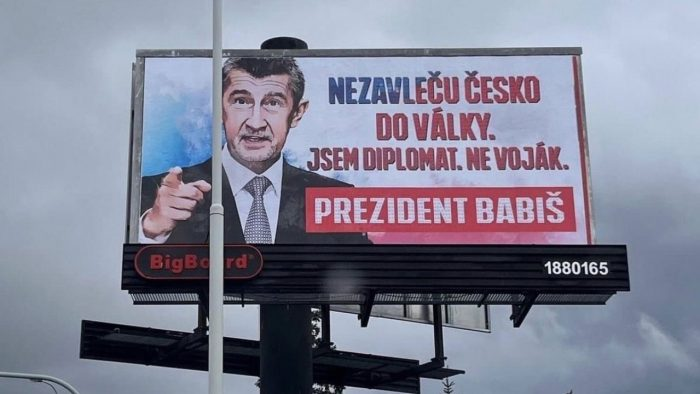 NEZAVLEČU ČESKO
DO VÁLKY.
JSEM DIPLOMAT. NE VOJÁK.
PREZIDENT BABIŠ
BigBoard
1880165